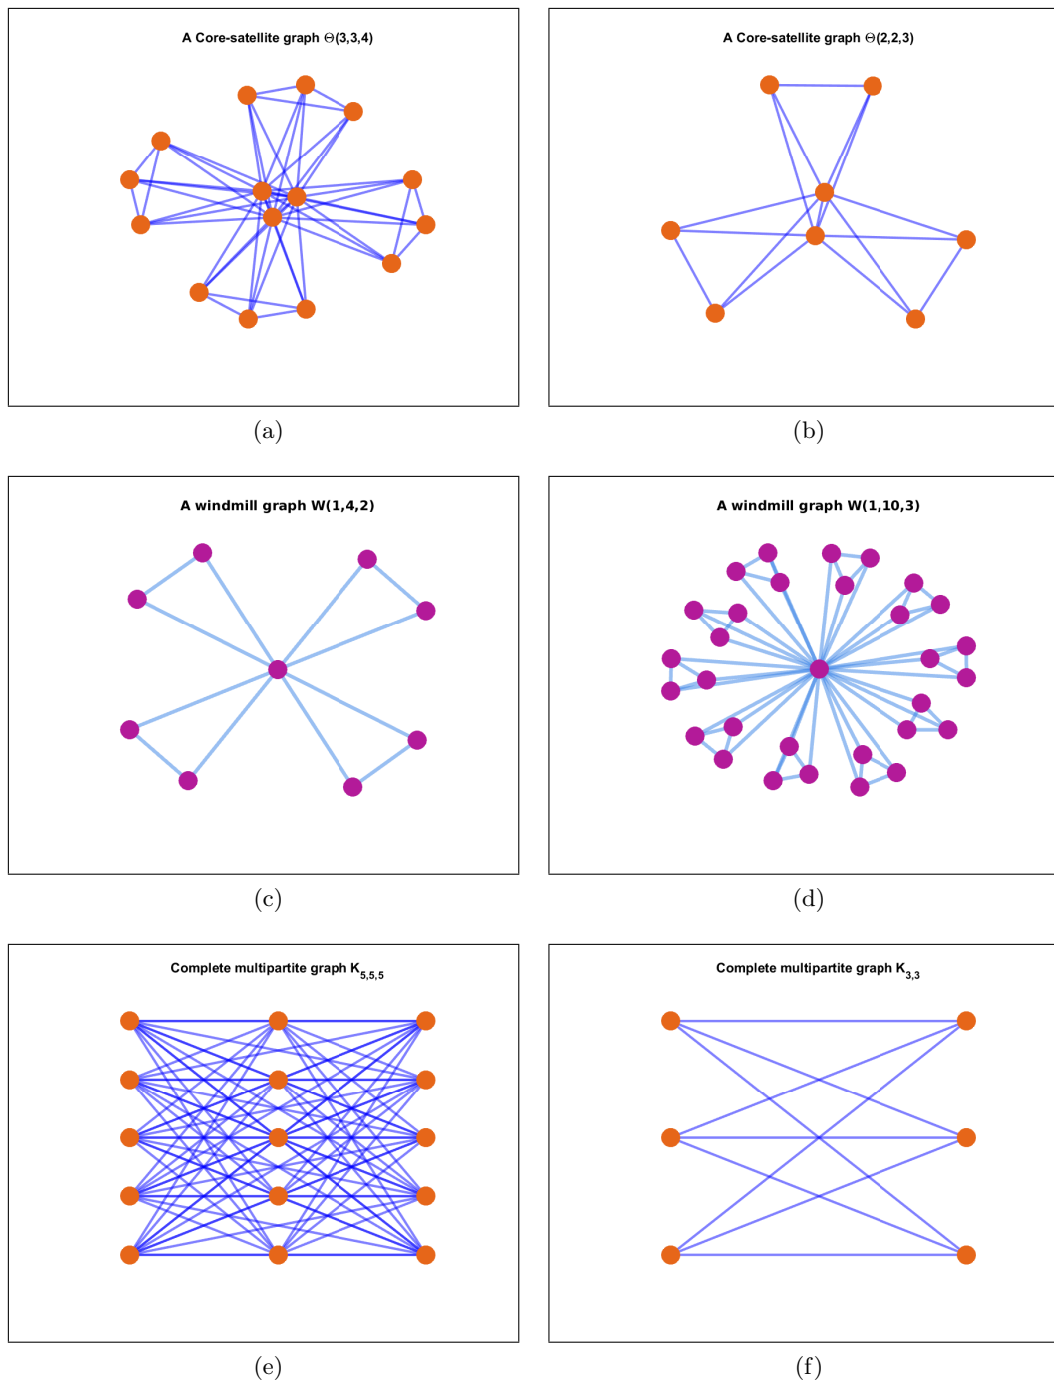 A Core-satellite graph Θ(3,3,4)
A Core-satellite graph Θ(2,2,3)
(a)
(b)
A windmill graph W(1,4,2)
A windmill graph W(1,10,3)
(c)
(d)
Complete multipartite graph K5,5,5
Complete multipartite graph K3,3
(e)
(f)